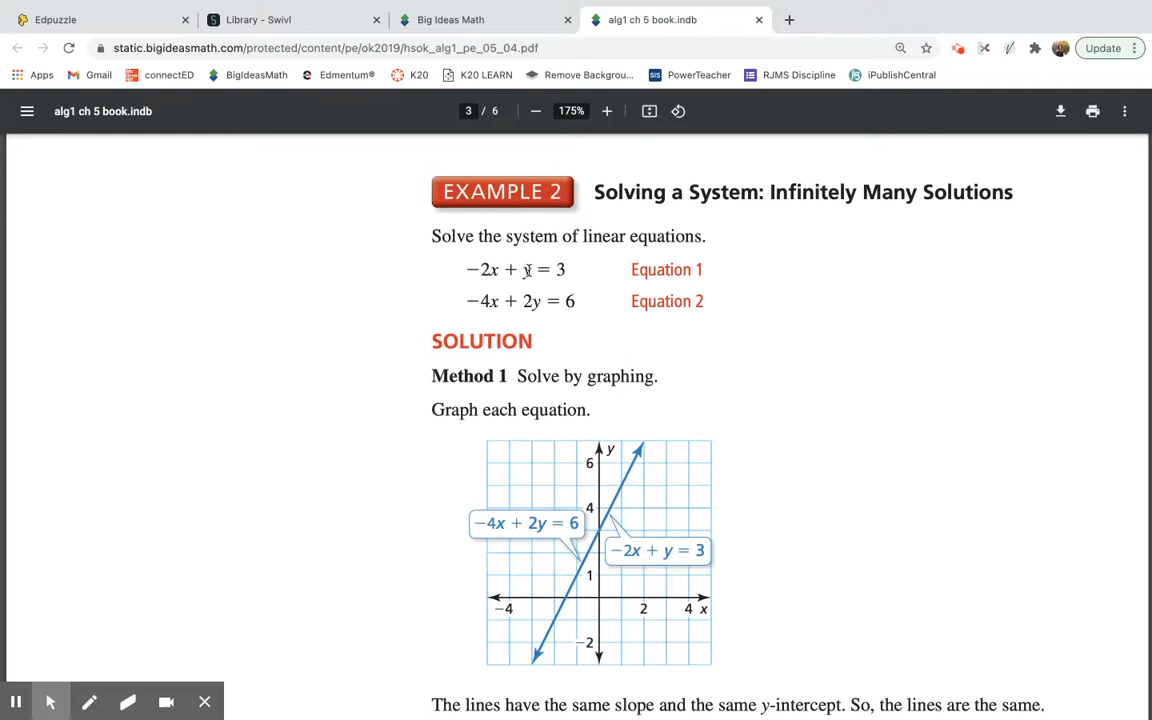 Edpuzzle
Library - Swivl
Big Ideas Math
alg1 ch 5 book.indb
static.bigideasmath.com/protected/content/pe/ok2019/hsok_alg1_pe_05_04.pdf
Update
Apps
Gmail
connectED
BigIdeasMath
Edmentum®
K20
K20 LEARN
Remove Backgrou...
SIS PowerTeacher
RJMS Discipline
iPublishCentral
alg1 ch 5 book.indb
3 / 6
175%
EXAMPLE 2 Solving a System: Infinitely Many Solutions
Solve the system of linear equations.
−2x + y = 3 Equation 1
−4x + 2y = 6 Equation 2
SOLUTION
Method 1 Solve by graphing.
Graph each equation.
y
6
4
−4x + 2y = 6
−2x + y = 3
1
−4 2 4 x
−2
The lines have the same slope and the same y-intercept. So, the lines are the same.